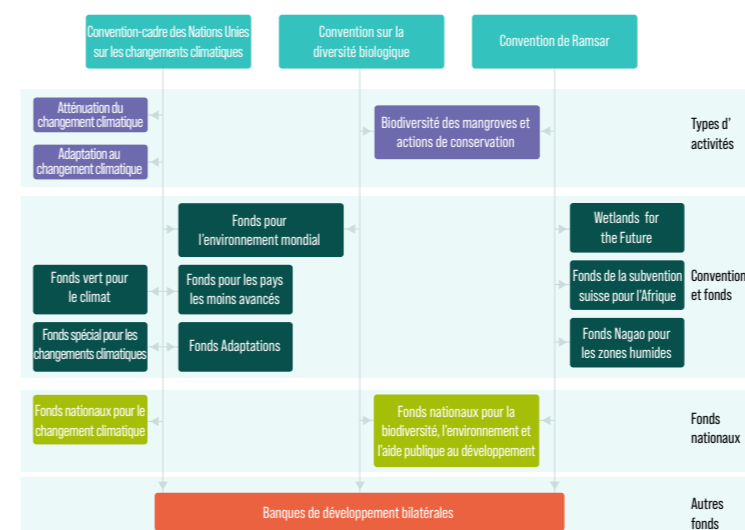 Convention-cadre des Nations Unies
sur les changements climatiques
Convention sur la
diversité biologique
Convention de Ramsar
Atténuation du
changement climatique
Adaptation au
changement climatique
Biodiversité des mangroves et
actions de conservation
Types d'
activités
Fonds pour
l'environnement mondial
Wetlands for
the Future
Fonds vert pour
le climat
Fonds pour les pays
les moins avancés
Fonds de la subvention
suisse pour l'Afrique
Convention
et fonds
Fonds spécial pour les
changements climatiques
Fonds Adaptations
Fonds Nagao pour
les zones humides
Fonds nationaux pour le
changement climatique
Fonds nationaux pour la
biodiversité, l'environnement et
l'aide publique au développement
Fonds
nationaux
Banques de développement bilatérales
Autres
fonds